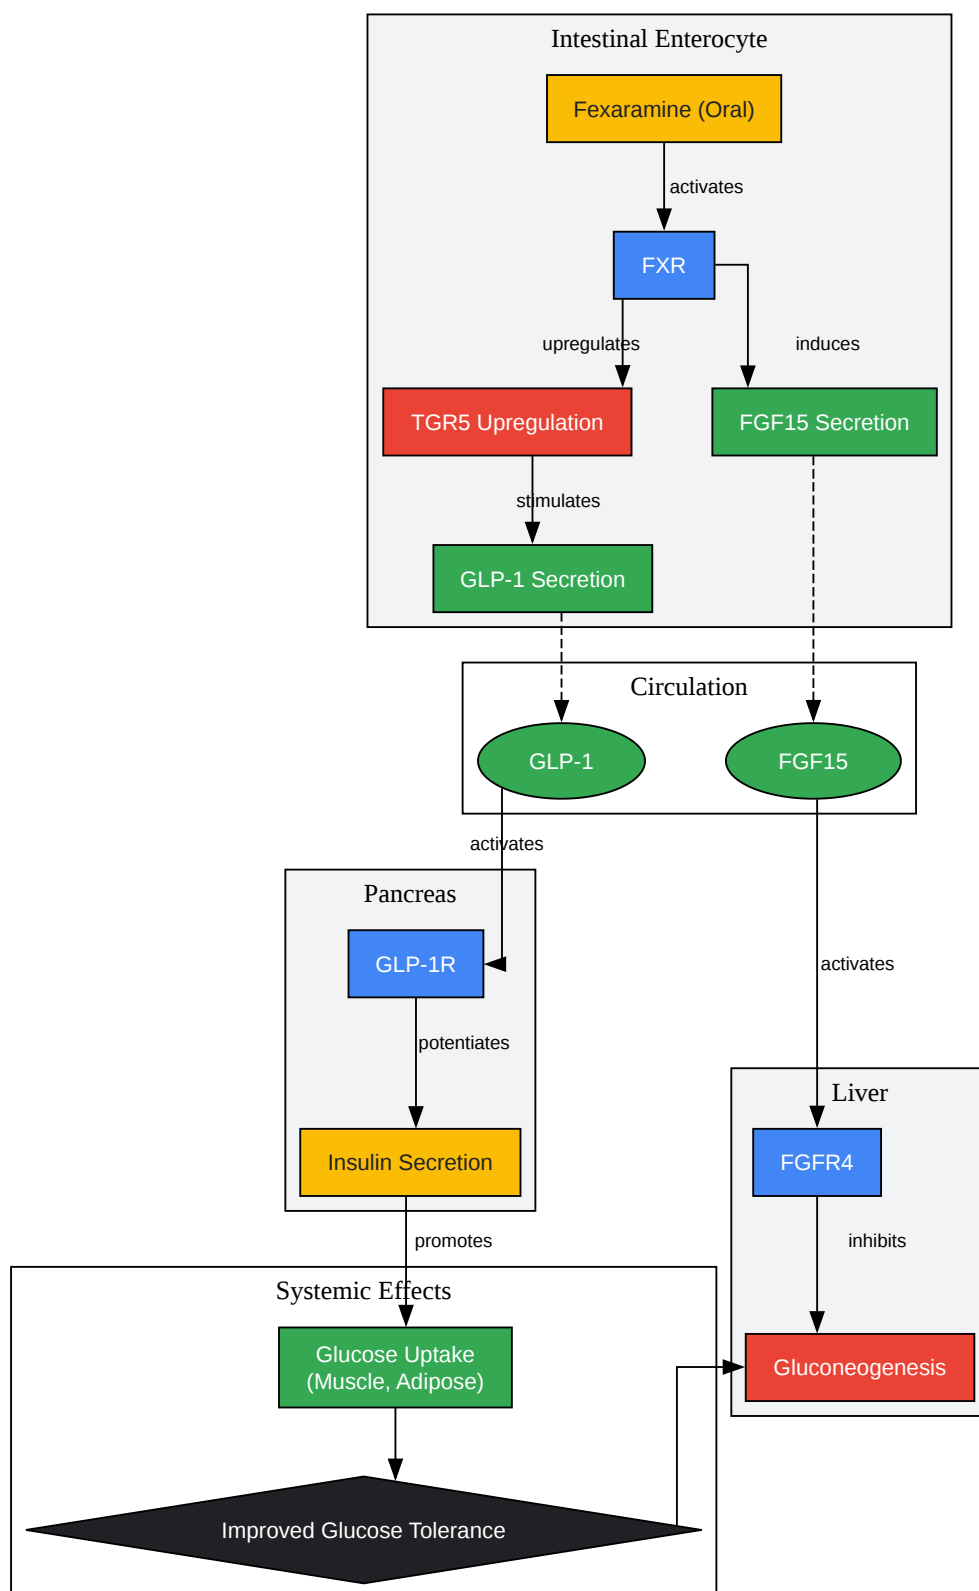 Intestinal Enterocyte
Fexaramine (Oral)
activates
FXR
upregulates
induces
TGR5 Upregulation
FGF15 Secretion
stimulates
GLP-1 Secretion
Circulation
GLP-1
FGF15
activates
Pancreas
GLP-1R
activates
potentiates
Liver
Insulin Secretion
FGFR4
promotes
inhibits
Systemic Effects
Glucose Uptake
(Muscle, Adipose)
Gluconeogenesis
Improved Glucose Tolerance